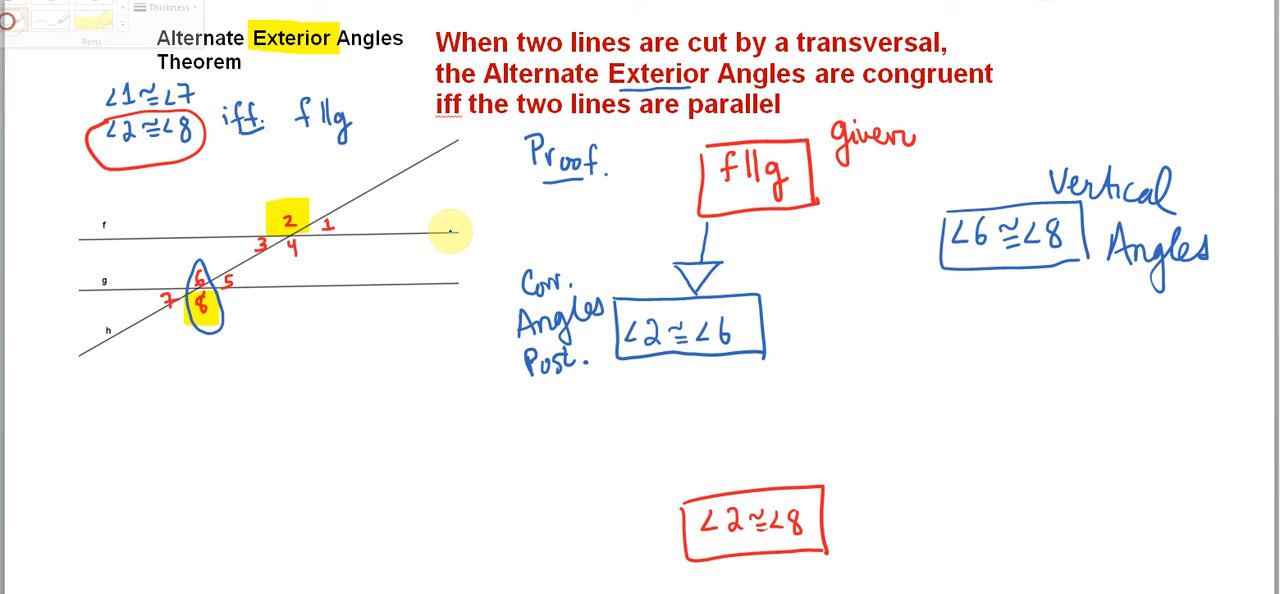 Thickness
Pens
Alternate Exterior Angles
Theorem
When two lines are cut by a transversal,
the Alternate Exterior Angles are congruent
iff the two lines are parallel
∠1≅∠7
∠2≅∠8 iff. f∥g
Proof.
f∥g given
Vertical
Angles
∠6≅∠8
f
2 1
3 4
g
6 5
7 8
h
Corr.
Angles
Post.
∠2≅∠6
∠2≅∠8